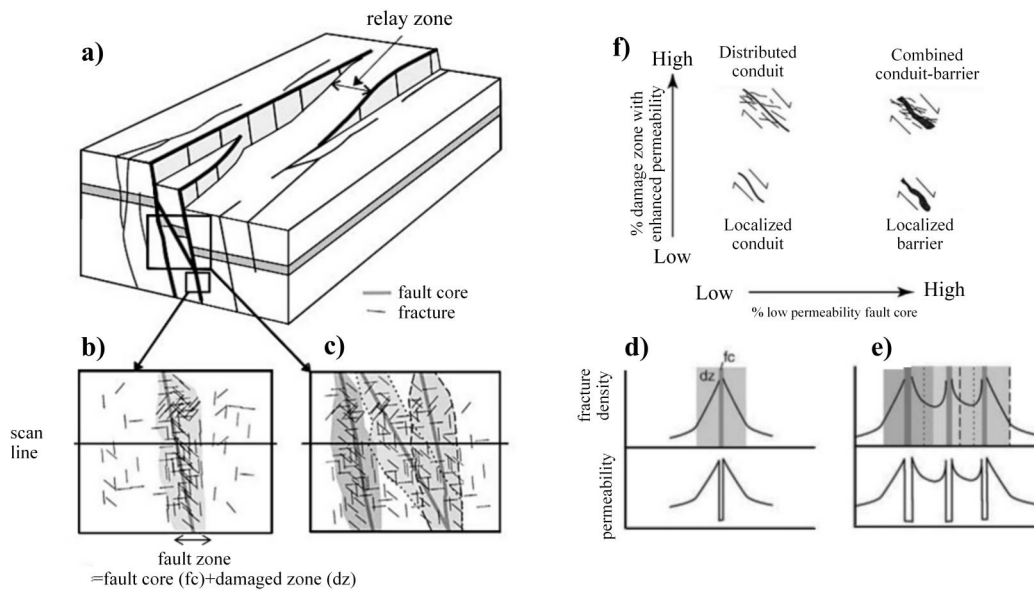 a)
relay zone
fault core
fracture
b)
c)
scan
line
fault zone
=fault core (fc)+damaged zone (dz)
f)
High
Distributed
conduit
Combined
conduit-barrier
% damage zone with
enhanced permeability
Localized
conduit
Localized
barrier
Low
Low
High
% low permeability fault core
d)
fc
dz
e)
fracture
density
permeability